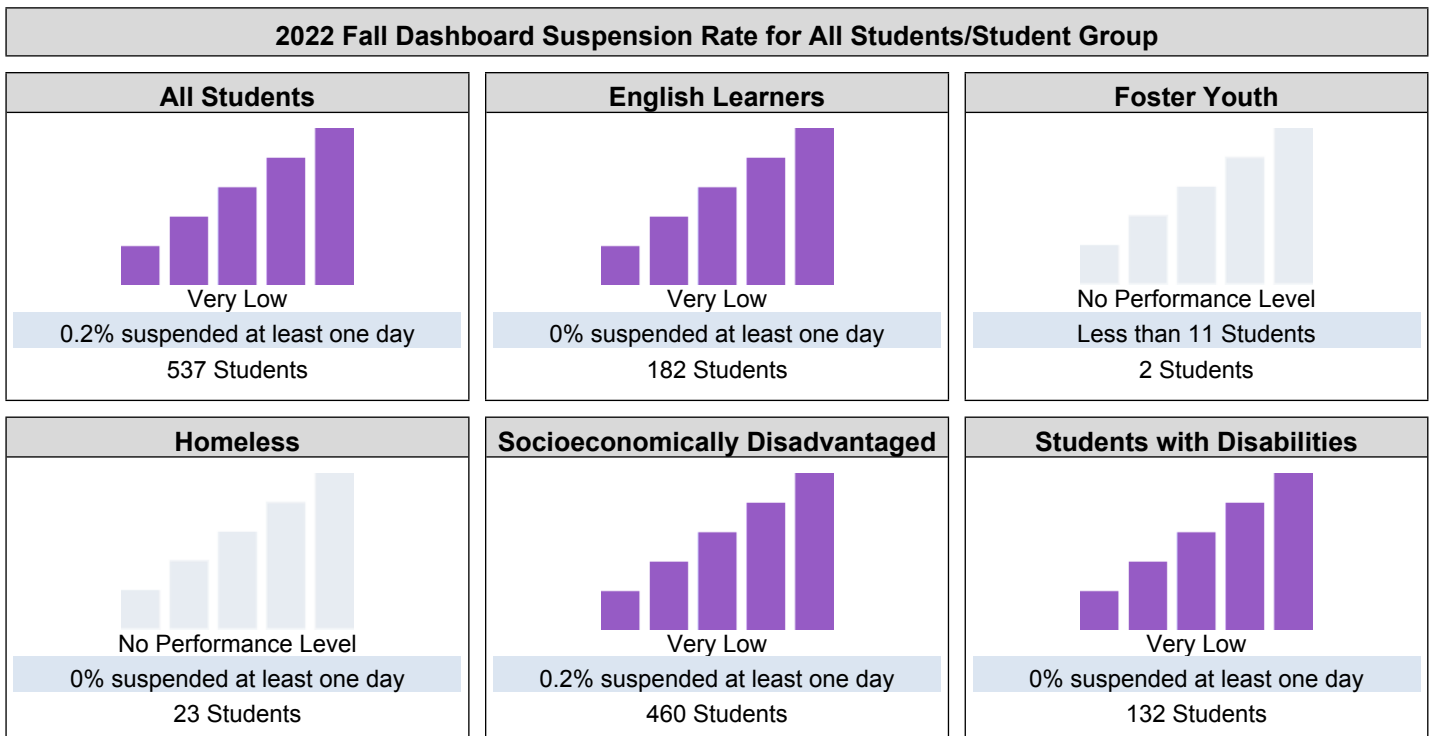 2022 Fall Dashboard Suspension Rate for All Students/Student Group
All Students
Very Low
0.2% suspended at least one day
537 Students
English Learners
Very Low
0% suspended at least one day
182 Students
Foster Youth
No Performance Level
Less than 11 Students
2 Students
Homeless
No Performance Level
0% suspended at least one day
23 Students
Socioeconomically Disadvantaged
Very Low
0.2% suspended at least one day
460 Students
Students with Disabilities
Very Low
0% suspended at least one day
132 Students